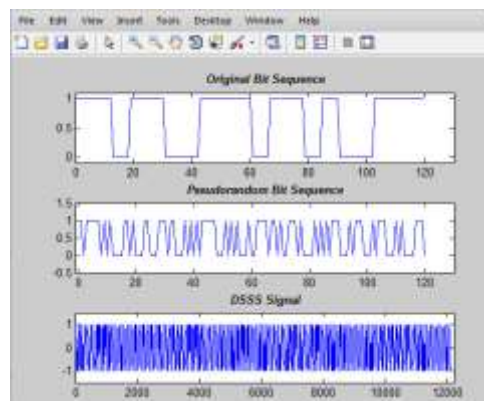 File Edit View Insert Tools Desktop Window Help
Original Bit Sequence
1
0.5
0
0 20 40 60 80 100 120
Pseudorandom Bit Sequence
1.5
1
0.5
0
-0.5
0 20 40 60 80 100 120
DSSS Signal
1
0
-1
0 2000 4000 6000 8000 10000 12000